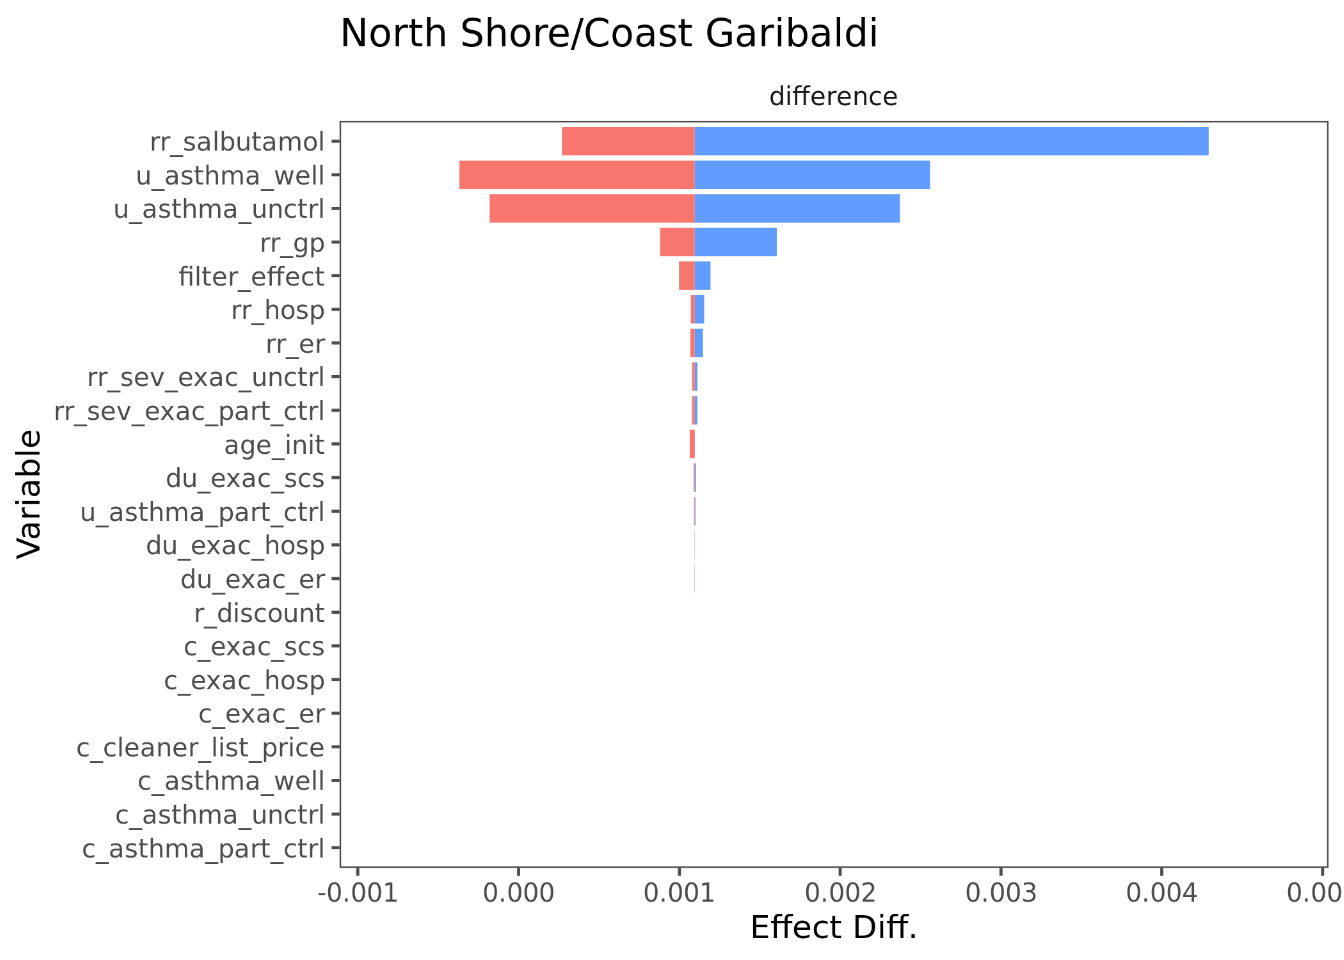 North Shore/Coast Garibaldi
difference
rr_salbutamol
u_asthma_well
u_asthma_unctrl
rr_gp
filter_effect
rr_hosp
rr_er
rr_sev_exac_unctrl
rr_sev_exac_part_ctrl
age_init
du_exac_scs
u_asthma_part_ctrl
du_exac_hosp
du_exac_er
r_discount
c_exac_scs
c_exac_hosp
c_exac_er
c_cleaner_list_price
c_asthma_well
c_asthma_unctrl
c_asthma_part_ctrl
Variable
-0.001 0.000 0.001 0.002 0.003 0.004 0.00
Effect Diff.